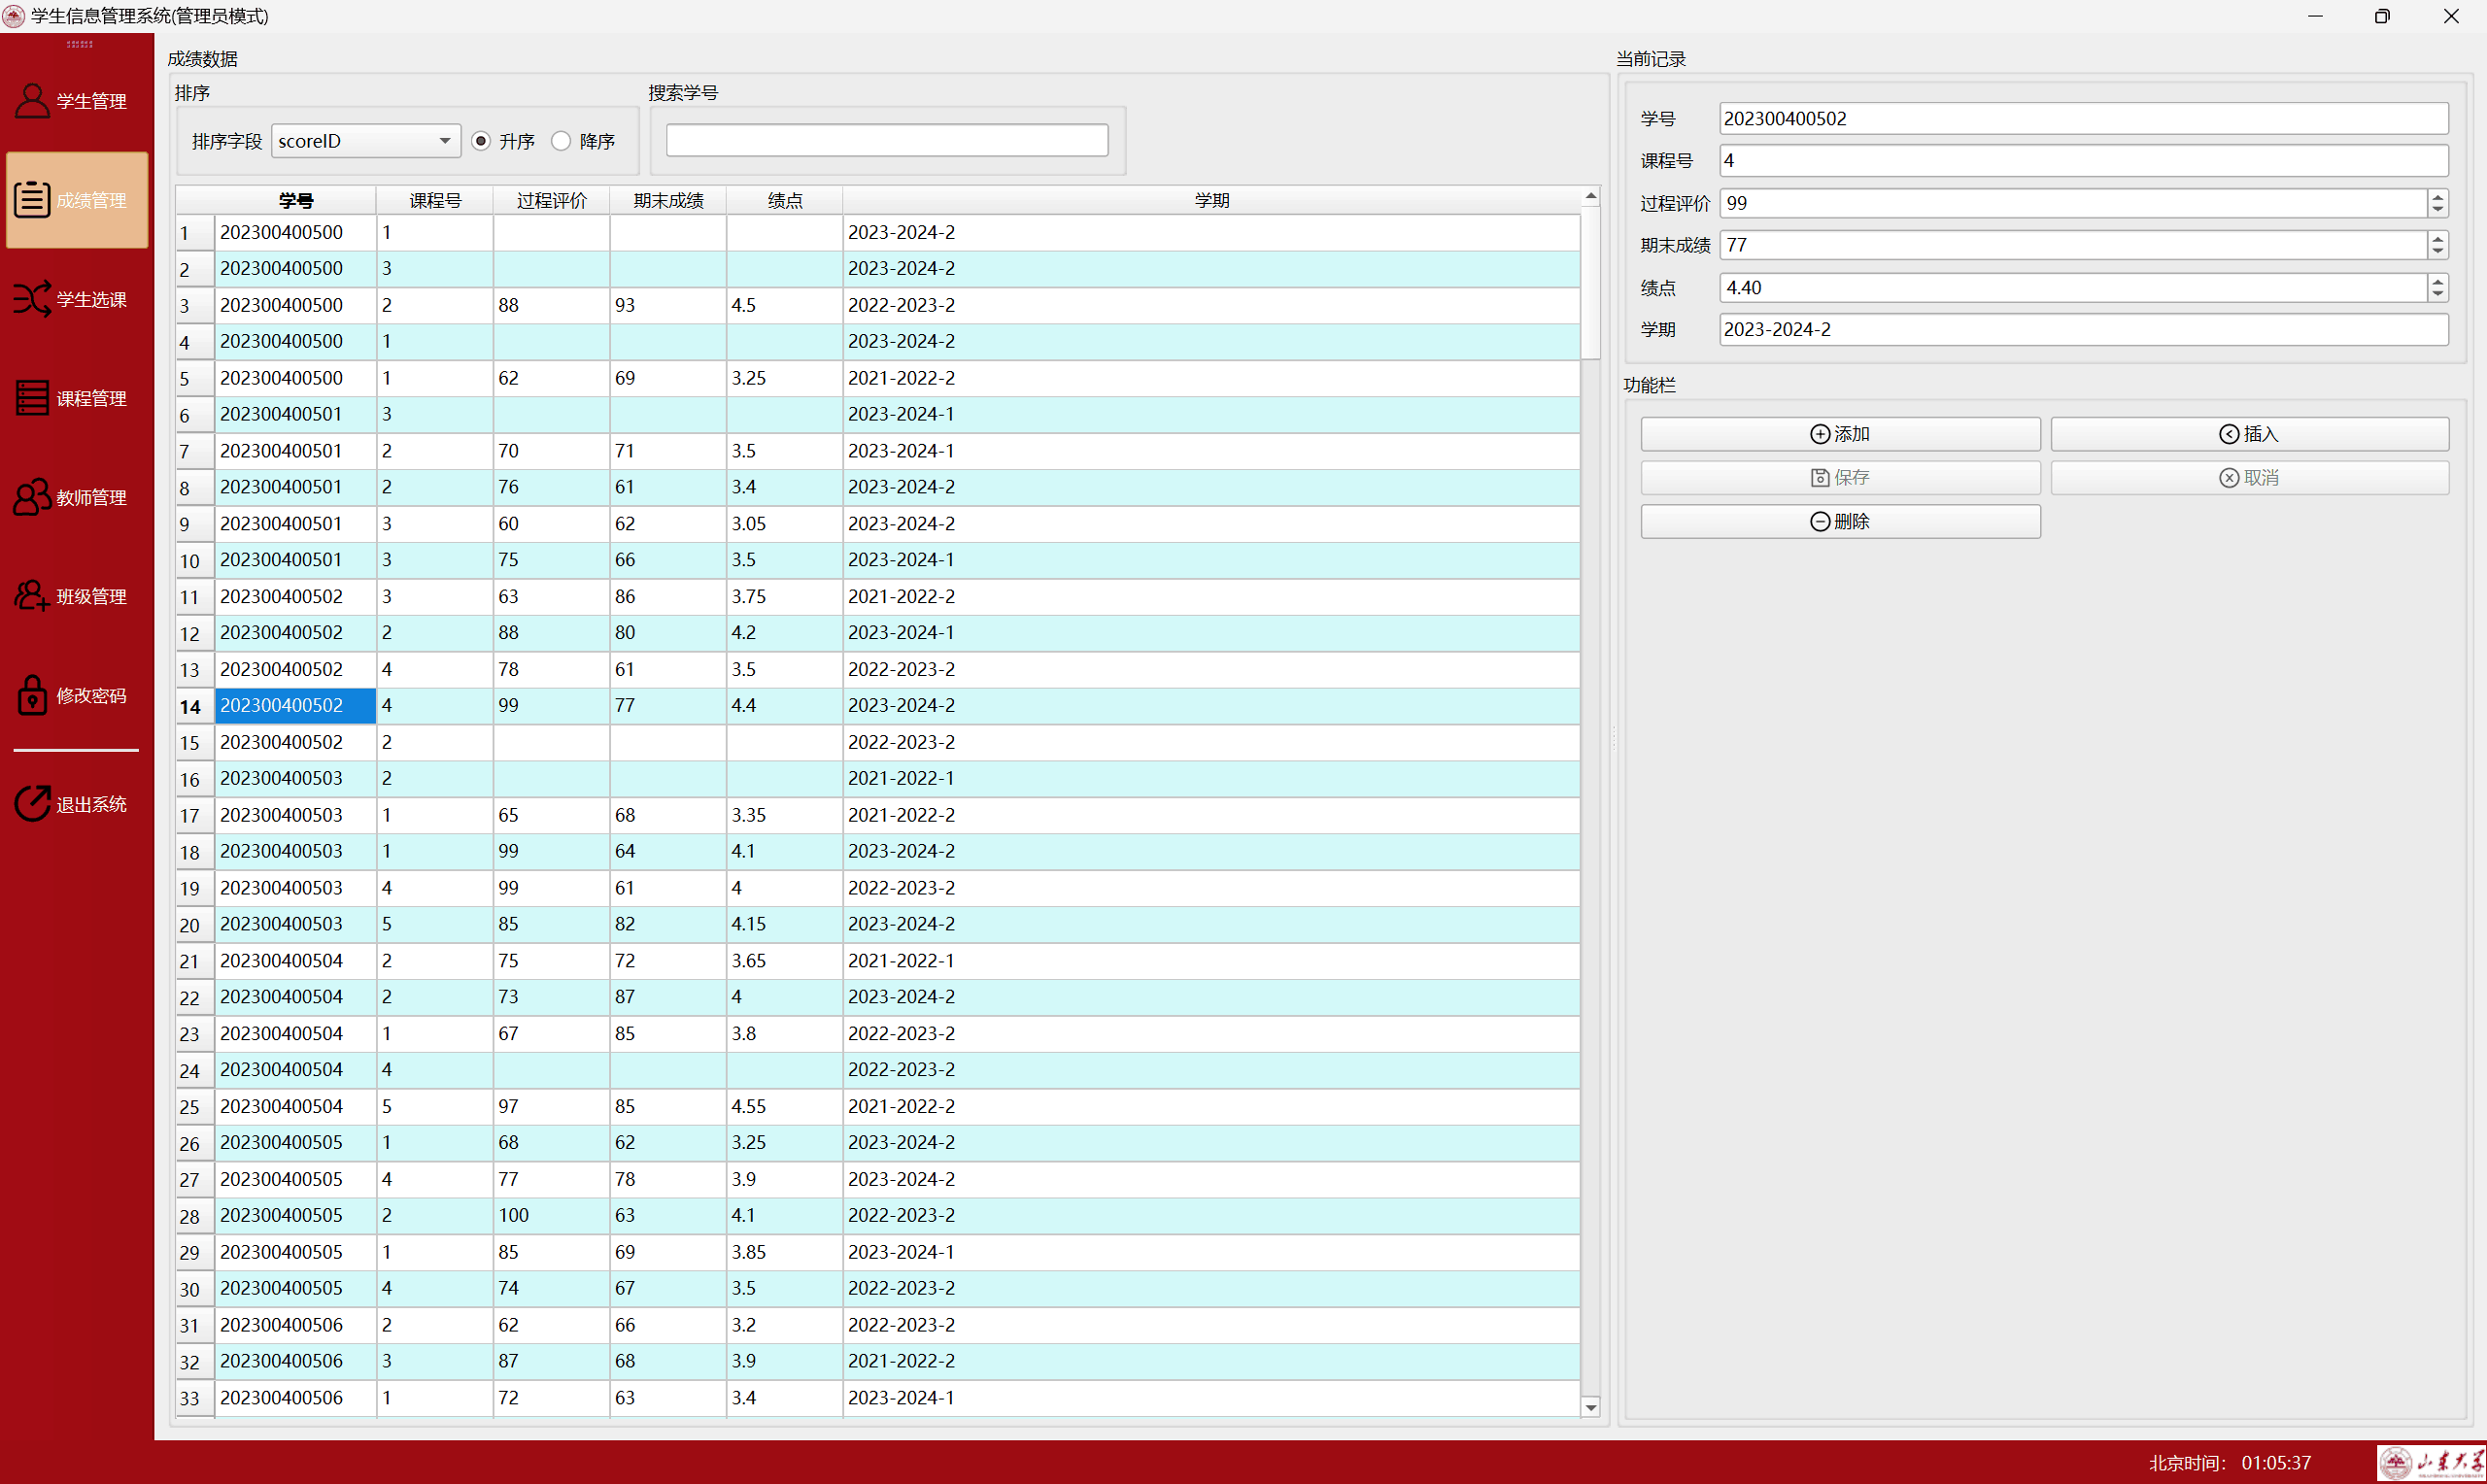 学生信息管理系统(管理员模式)
学生管理
成绩管理
学生选课
课程管理
教师管理
班级管理
修改密码
退出系统
成绩数据
排序
搜索学号
排序字段 scoreID 升序 降序
学号 课程号 过程评价 期末成绩 绩点 学期
1 202300400500 1 2023-2024-2
2 202300400500 3 2023-2024-2
3 202300400500 2 88 93 4.5 2022-2023-2
4 202300400500 1 2023-2024-2
5 202300400500 1 62 69 3.25 2021-2022-2
6 202300400501 3 2023-2024-1
7 202300400501 2 70 71 3.5 2023-2024-1
8 202300400501 2 76 61 3.4 2023-2024-2
9 202300400501 3 60 62 3.05 2023-2024-2
10 202300400501 3 75 66 3.5 2023-2024-1
11 202300400502 3 63 86 3.75 2021-2022-2
12 202300400502 2 88 80 4.2 2023-2024-1
13 202300400502 4 78 61 3.5 2022-2023-2
14 202300400502 4 99 77 4.4 2023-2024-2
15 202300400502 2 2022-2023-2
16 202300400503 2 2021-2022-1
17 202300400503 1 65 68 3.35 2021-2022-2
18 202300400503 1 99 64 4.1 2023-2024-2
19 202300400503 4 99 61 4 2022-2023-2
20 202300400503 5 85 82 4.15 2023-2024-2
21 202300400504 2 75 72 3.65 2021-2022-1
22 202300400504 2 73 87 4 2023-2024-2
23 202300400504 1 67 85 3.8 2022-2023-2
24 202300400504 4 2022-2023-2
25 202300400504 5 97 85 4.55 2021-2022-2
26 202300400505 1 68 62 3.25 2023-2024-2
27 202300400505 4 77 78 3.9 2023-2024-2
28 202300400505 2 100 63 4.1 2022-2023-2
29 202300400505 1 85 69 3.85 2023-2024-1
30 202300400505 4 74 67 3.5 2022-2023-2
31 202300400506 2 62 66 3.2 2022-2023-2
32 202300400506 3 87 68 3.9 2021-2022-2
33 202300400506 1 72 63 3.4 2023-2024-1
当前记录
学号 202300400502
课程号 4
过程评价 99
期末成绩 77
绩点 4.40
学期 2023-2024-2
功能栏
添加 插入
保存 取消
删除
北京时间: 01:05:37
山东大学